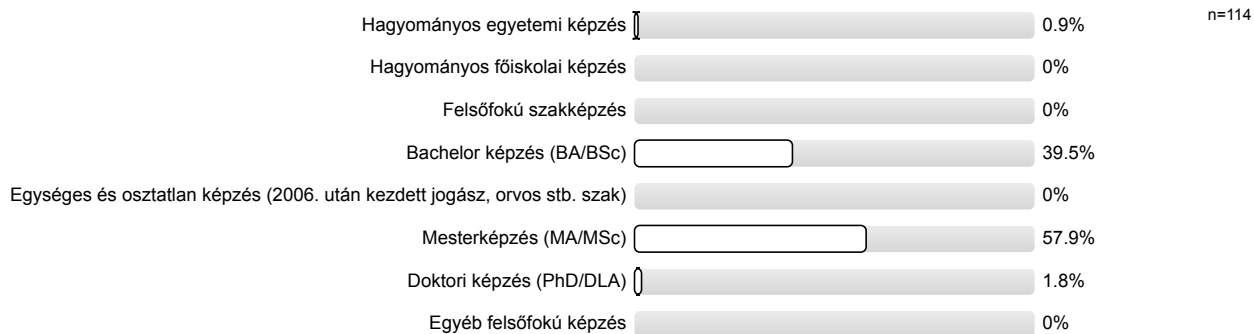 n=114
Hagyományos egyetemi képzés 0.9%
Hagyományos főiskolai képzés 0%
Felsőfokú szakképzés 0%
Bachelor képzés (BA/BSc) 39.5%
Egységes és osztatlan képzés (2006. után kezdett jogász, orvos stb. szak) 0%
Mesterképzés (MA/MSc) 57.9%
Doktori képzés (PhD/DLA) 1.8%
Egyéb felsőfokú képzés 0%